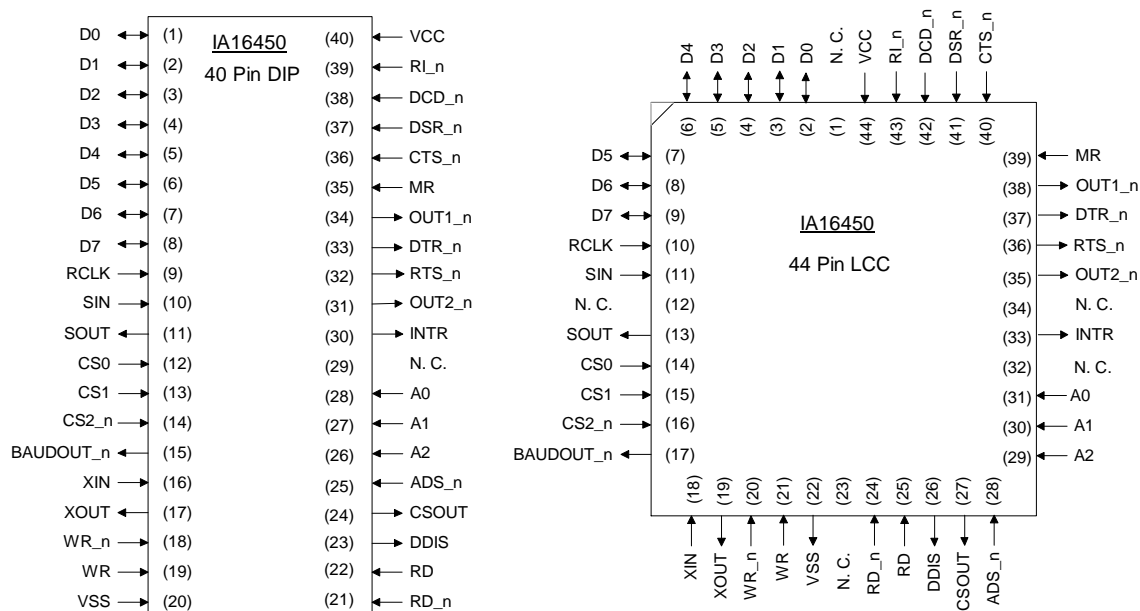 IA16450
40 Pin DIP
D0 (1) (40) VCC
D1 (2) (39) RI_n
D2 (3) (38) DCD_n
D3 (4) (37) DSR_n
D4 (5) (36) CTS_n
D5 (6) (35) MR
D6 (7) (34) OUT1_n
D7 (8) (33) DTR_n
RCLK (9) (32) RTS_n
SIN (10) (31) OUT2_n
SOUT (11) (30) INTR
CS0 (12) (29) N. C.
CS1 (13) (28) A0
CS2_n (14) (27) A1
BAUDOUT_n (15) (26) A2
XIN (16) (25) ADS_n
XOUT (17) (24) CSOUT
WR_n (18) (23) DDIS
WR (19) (22) RD
VSS (20) (21) RD_n
D4 D3 D2 D1 D0 N. C. VCC RI_n DCD_n DSR_n CTS_n
(6) (5) (4) (3) (2) (1) (44) (43) (42) (41) (40)
D5 (7) (39) MR
D6 (8) (38) OUT1_n
D7 (9) (37) DTR_n
IA16450
RCLK (10) (36) RTS_n
44 Pin LCC
SIN (11) (35) OUT2_n
N. C. (12) (34) N. C.
SOUT (13) (33) INTR
CS0 (14) (32) N. C.
CS1 (15) (31) A0
CS2_n (16) (30) A1
BAUDOUT_n (17) (29) A2
(18) (19) (20) (21) (22) (23) (24) (25) (26) (27) (28)
XIN XOUT WR_n WR VSS N. C. RD_n RD DDIS CSOUT ADS_n